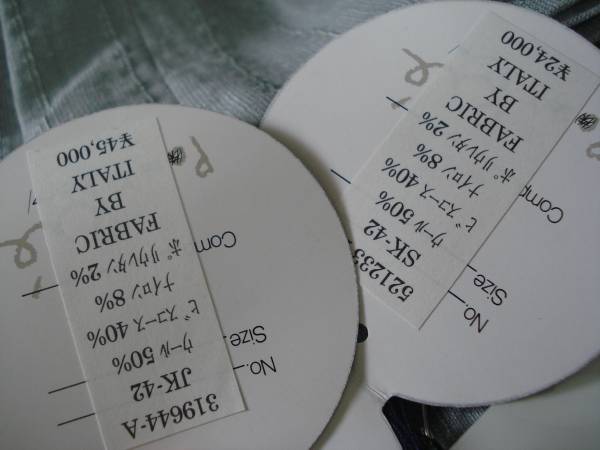 319644-A
JK-42
ウール 50%
ビスコース 40%
ナイロン 8%
ポリウレタン 2%
FABRIC
BY
ITALY
¥45,000
No.
Size
Com
521233
SK-42
ウール 50%
ビスコース 40%
ナイロン 8%
ポリウレタン 2%
FABRIC
BY
ITALY
¥24,000
No.
Size
Comp